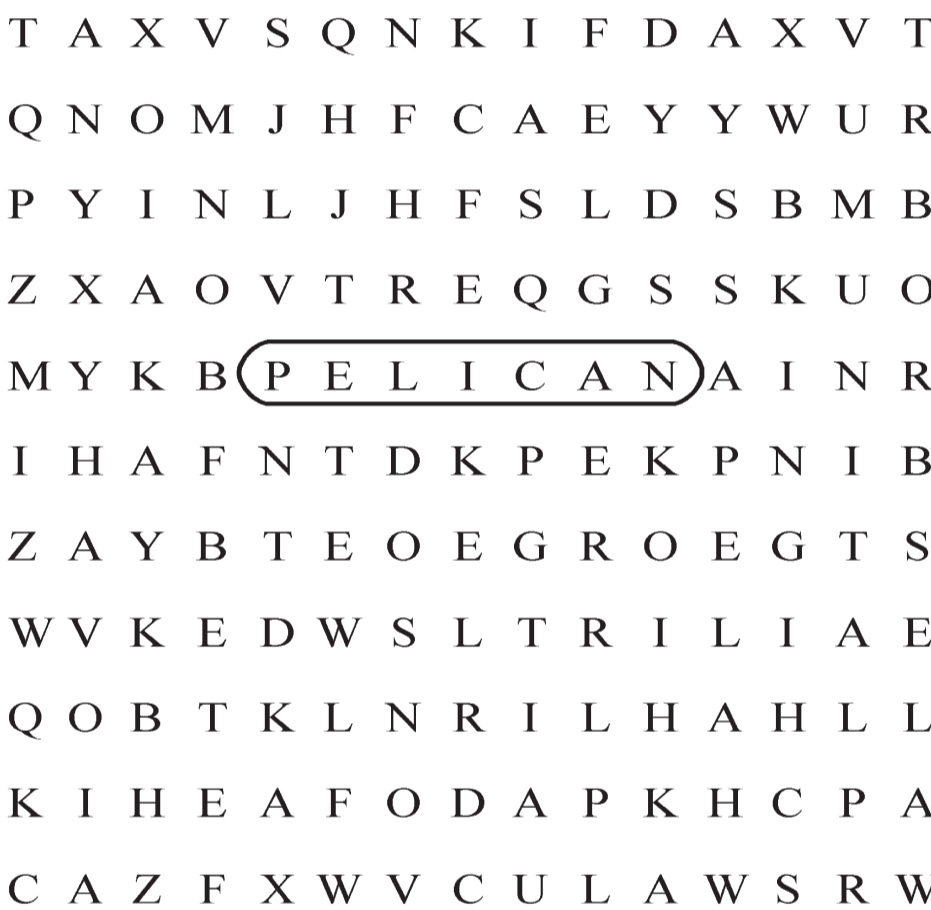 T A X V S Q N K I F D A X V T
Q N O M J H F C A E Y Y W U R
P Y I N L J H F S L D S B M B
Z X A O V T R E Q G S S K U O
M Y K B P E L I C A N A I N R
I H A F N T D K P E K P N I B
Z A Y B T E O E G R O E G T S
W V K E D W S L T R I L I A E
Q O B T K L N R I L H A H L L
K I H E A F O D A P K H C P A
C A Z F X W V C U L A W S R W